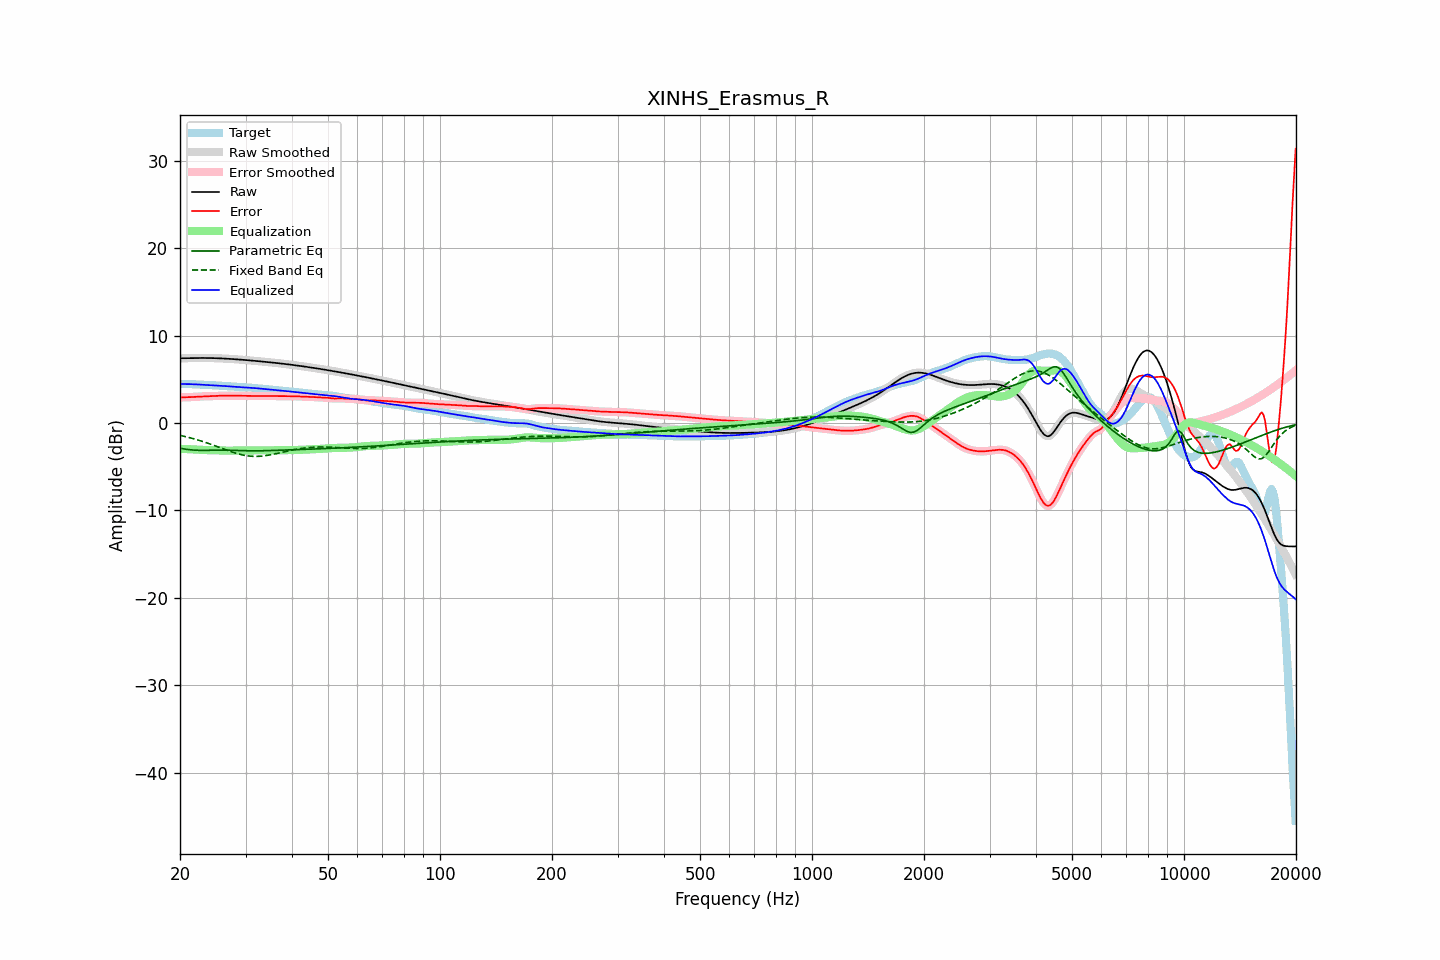 XINHS_Erasmus_R
Target
Raw Smoothed
Error Smoothed
Raw
Error
Equalization
Parametric Eq
Fixed Band Eq
Equalized
30
20
10
0
−10
−20
−30
−40
Amplitude (dBr)
20 50 100 200 500 1000 2000 5000 10000 20000
Frequency (Hz)